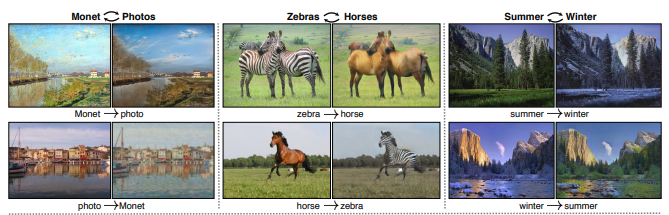 Monet ⇄ Photos
Monet → photo
photo → Monet
Zebras ⇄ Horses
zebra → horse
horse → zebra
Summer ⇄ Winter
summer → winter
winter → summer